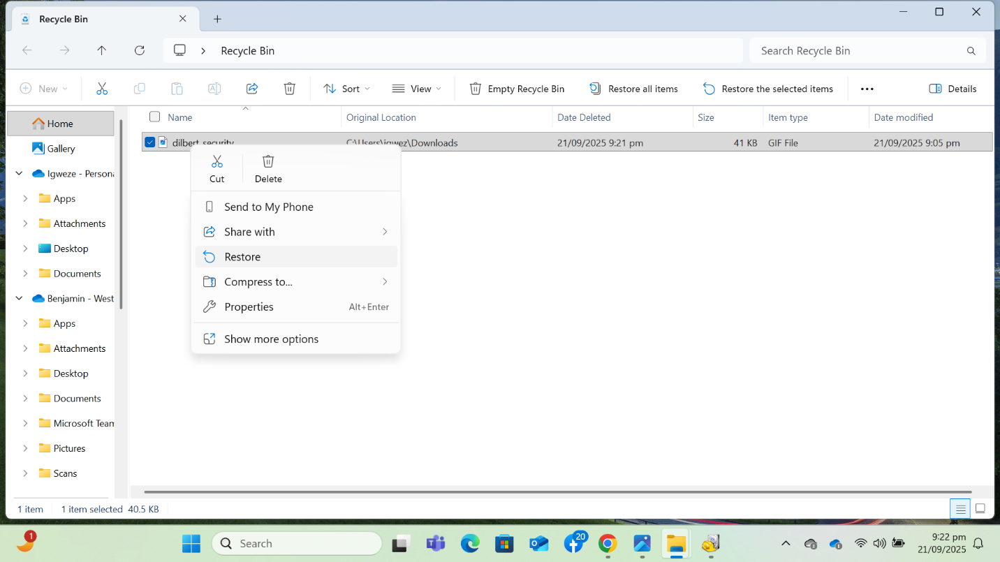 Recycle Bin
Recycle Bin
Search Recycle Bin
New
Sort
View
Empty Recycle Bin
Restore all items
Restore the selected items
Details
Name
Original Location
Date Deleted
Size
Item type
Date modified
dilbert_security
C:\Users\igwez\Downloads
21/09/2025 9:21 pm
41 KB
GIF File
21/09/2025 9:05 pm
Home
Gallery
Igweze - Persona
Apps
Attachments
Desktop
Documents
Benjamin - West
Apps
Attachments
Desktop
Documents
Microsoft Team
Pictures
Scans
Cut
Delete
Send to My Phone
Share with
Restore
Compress to...
Properties
Alt+Enter
Show more options
1 item
1 item selected 40.5 KB
1
Search
20
9:22 pm
21/09/2025